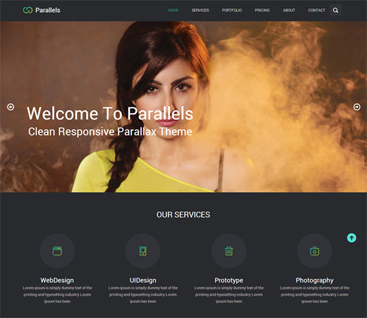 Parallels
HOME SERVICES PORTFOLIO PRICING ABOUT CONTACT
Welcome To Parallels
Clean Responsive Parallax Theme
OUR SERVICES
WebDesign UIDesign Prototype Photography
Lorem Ipsum is simply dummy text of the Lorem Ipsum is simply dummy text of the Lorem Ipsum is simply dummy text of the Lorem Ipsum is simply dummy text of the
printing and typesetting industry.Lorem printing and typesetting industry.Lorem printing and typesetting industry.Lorem printing and typesetting industry.Lorem
Ipsum has been Ipsum has been Ipsum has been Ipsum has been